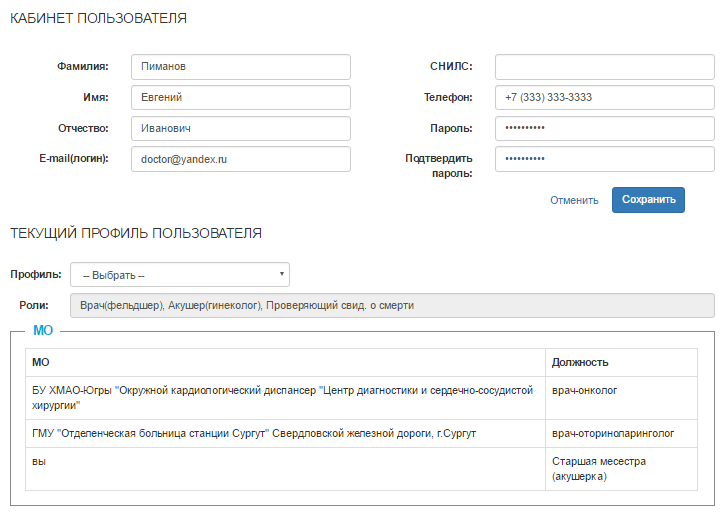 КАБИНЕТ ПОЛЬЗОВАТЕЛЯ
Фамилия: Пиманов
СНИЛС:
Имя: Евгений
Телефон: +7 (333) 333-3333
Отчество: Иванович
Пароль: ••••••••••
E-mail(логин): doctor@yandex.ru
Подтвердить
пароль: ••••••••••
Отменить
Сохранить
ТЕКУЩИЙ ПРОФИЛЬ ПОЛЬЗОВАТЕЛЯ
Профиль: -- Выбрать --
Роли: Врач(фельдшер), Акушер(гинеколог), Проверяющий свид. о смерти
МО
МО
Должность
БУ ХМАО-Югры "Окружной кардиологический диспансер "Центр диагностики и сердечно-сосудистой
хирургии"
врач-онколог
ГМУ "Отделенческая больница станции Сургут" Свердловской железной дороги, г.Сургут
врач-оториноларинголог
вы
Старшая месестра
(акушерка)